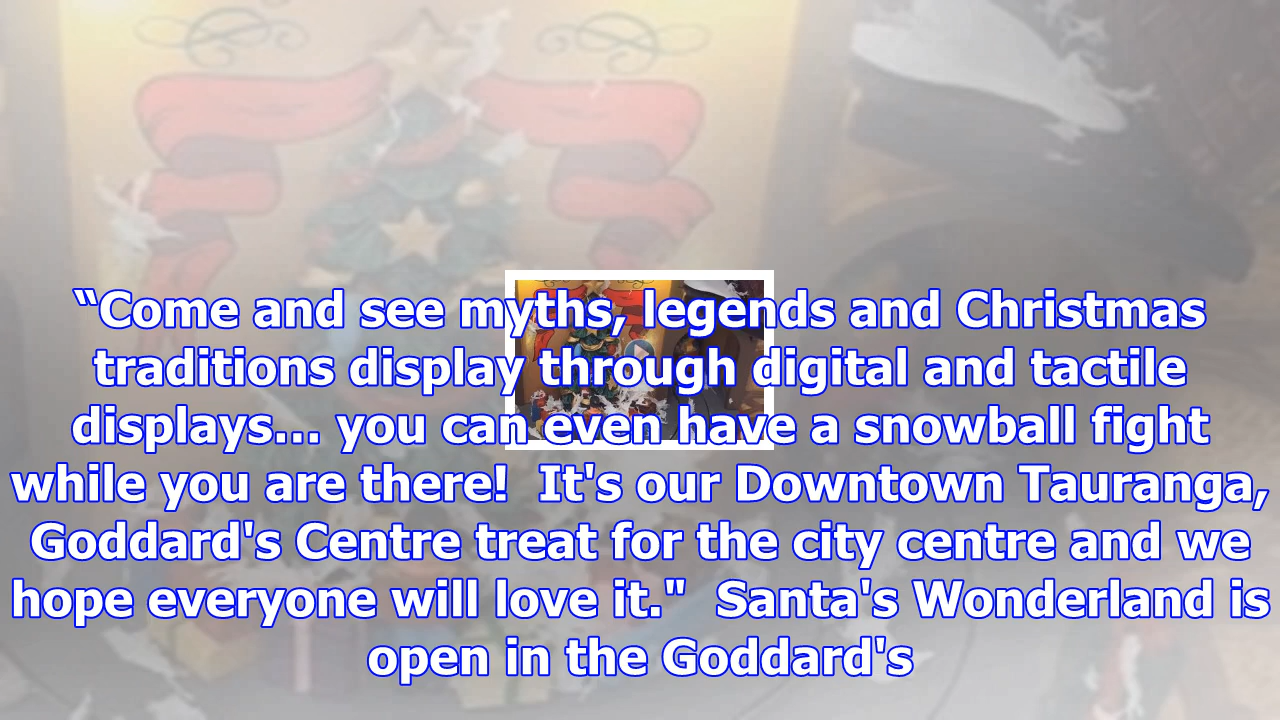 “Come and see myths, legends and Christmas
traditions display through digital and tactile
displays... you can even have a snowball fight
while you are there!  It's our Downtown Tauranga,
Goddard's Centre treat for the city centre and we
hope everyone will love it."  Santa's Wonderland is
open in the Goddard's